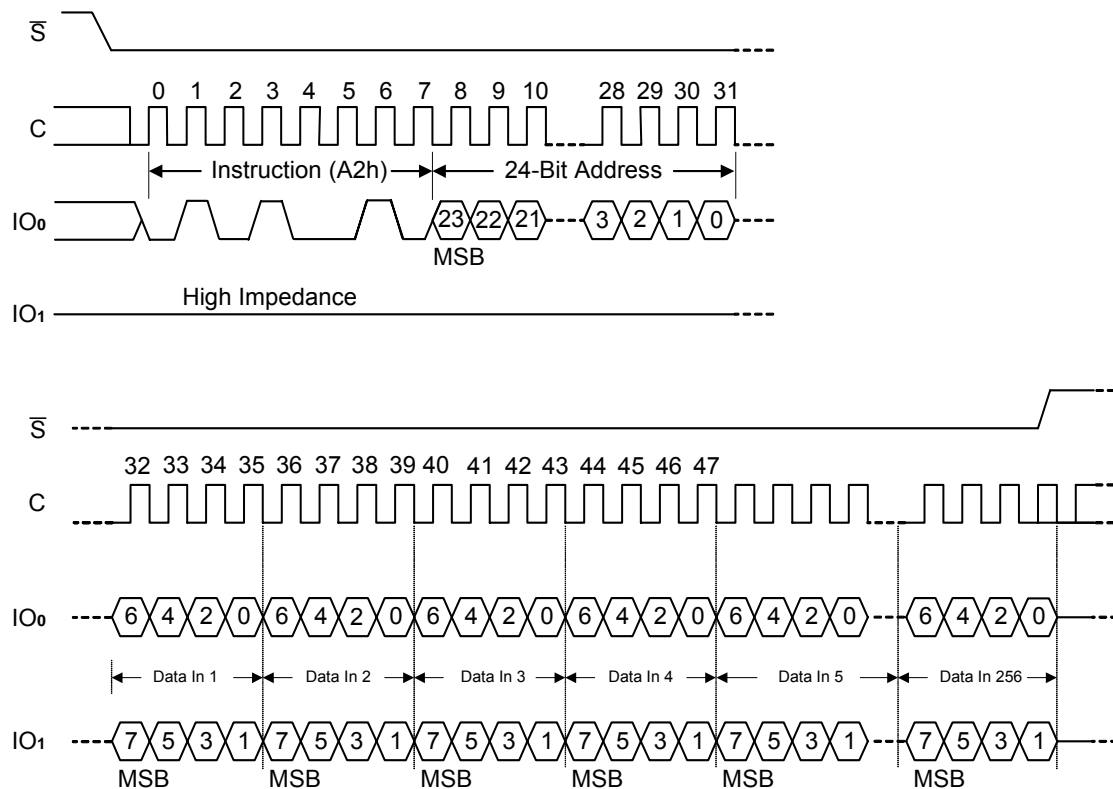 S
0 1 2 3 4 5 6 7 8 9 10 28 29 30 31
C
Instruction (A2h) 24-Bit Address
IO0 23 22 21 3 2 1 0
MSB
High Impedance
IO1
S
32 33 34 35 36 37 38 39 40 41 42 43 44 45 46 47
C
IO0 6 4 2 0 6 4 2 0 6 4 2 0 6 4 2 0 6 4 2 0 6 4 2 0
Data In 1 Data In 2 Data In 3 Data In 4 Data In 5 Data In 256
IO1 7 5 3 1 7 5 3 1 7 5 3 1 7 5 3 1 7 5 3 1 7 5 3 1
MSB MSB MSB MSB MSB MSB